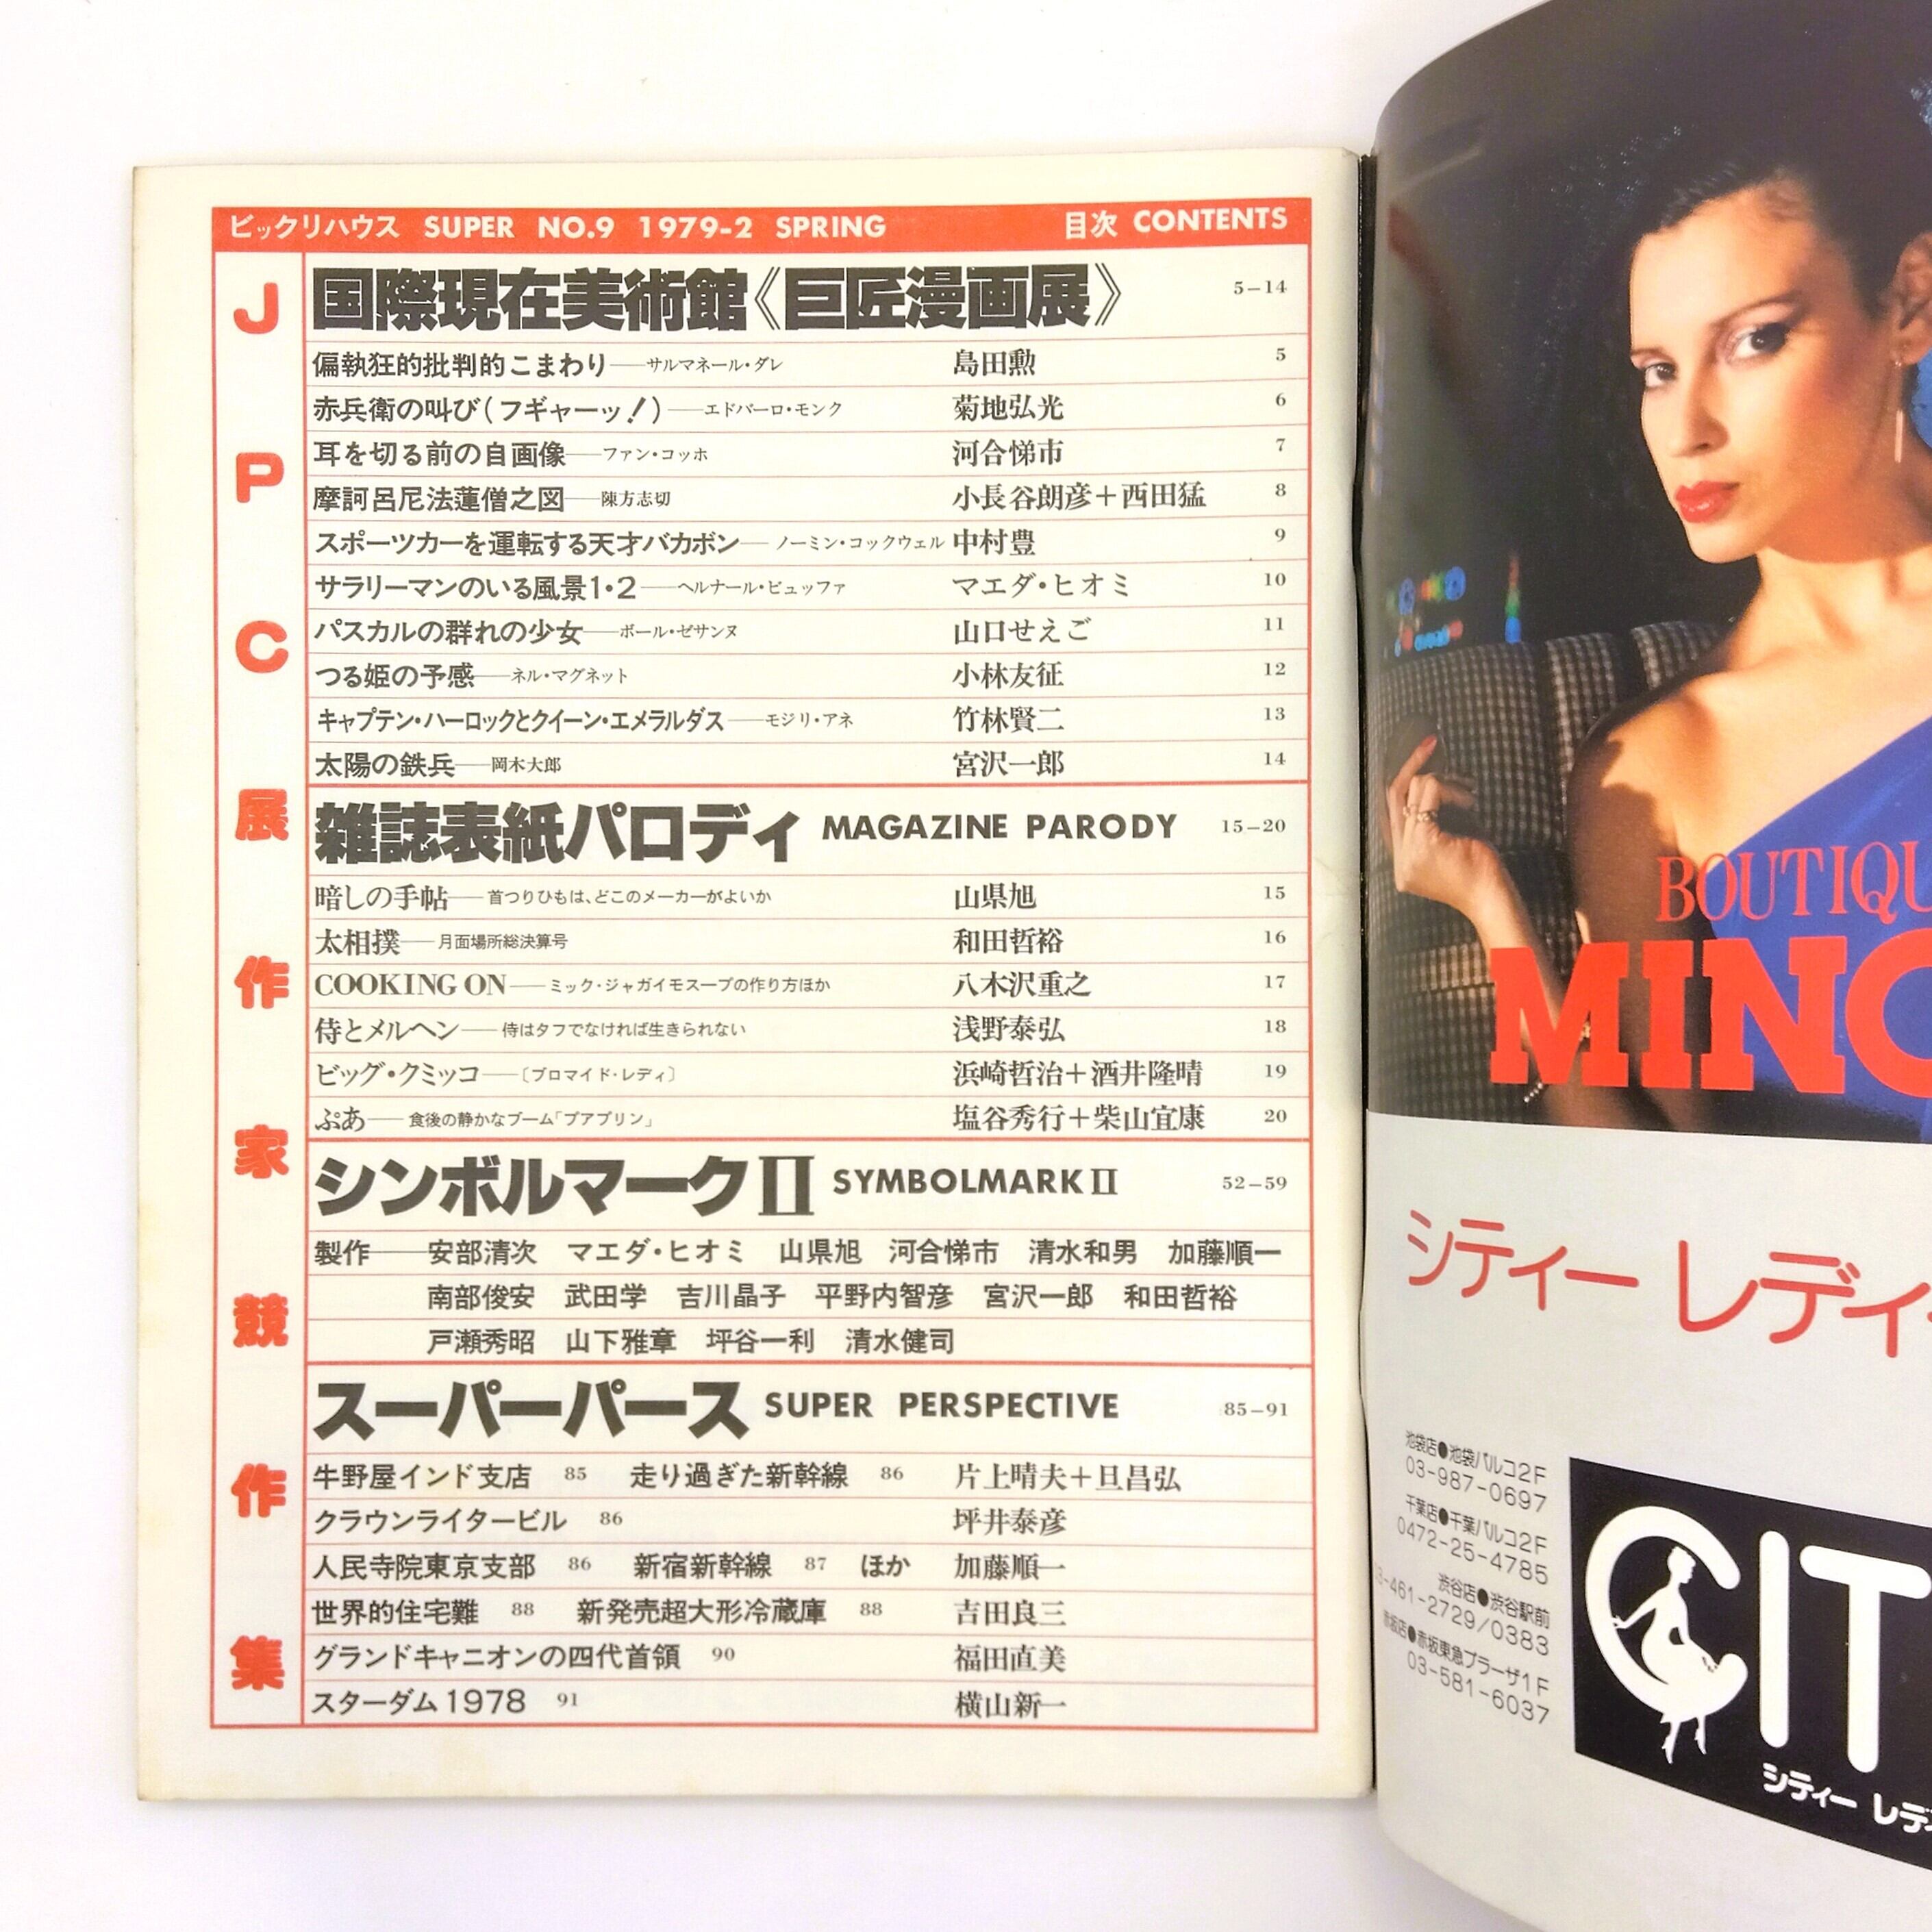 ビックリハウス SUPER NO.9 1979-2 SPRING 目次 CONTENTS
JPC展作家競作集
国際現在美術館《巨匠漫画展》 5–14
偏執狂的批判的こまわり——サルマネール・ダレ 島田勲 5
赤兵衛の叫び(フギャーッ!)——エドバーロ・モンク 菊地弘光 6
耳を切る前の自画像——ファン・コッホ 河合悌市 7
摩訶呂尼法蓮僧之図——陳方志切 小長谷朗彦+西田猛 8
スポーツカーを運転する天才バカボン——ノーミン・コックウェル 中村豊 9
サラリーマンのいる風景1・2——ヘルナール・ビュッファ マエダ・ヒオミ 10
パスカルの群れの少女——ボール・ゼサンヌ 山口せえご 11
つる姫の予感——ネル・マグネット 小林友征 12
キャプテン・ハーロックとクイーン・エメラルダス——モジリ・アネ 竹林賢二 13
太陽の鉄兵——岡木大郎 宮沢一郎 14
雑誌表紙パロディ MAGAZINE PARODY 15–20
暗しの手帖——首つりひもは、どこのメーカーがよいか 山県旭 15
太相撲——月面場所総決算号 和田哲裕 16
COOKING ON——ミック・ジャガイモスープの作り方ほか 八木沢重之 17
侍とメルヘン——侍はタフでなければ生きられない 浅野泰弘 18
ビッグ・クミッコ——〔ブロマイド・レディ〕 浜崎哲治+酒井隆晴 19
ぷあ——食後の静かなブーム「プアプリン」 塩谷秀行+柴山宜康 20
シンボルマークII SYMBOLMARK II 52–59
製作——安部清次 マエダ・ヒオミ 山県旭 河合悌市 清水和男 加藤順一
南部俊安 武田学 吉川晶子 平野内智彦 宮沢一郎 和田哲裕
戸瀬秀昭 山下雅章 坪谷一利 清水健司
スーパーパース SUPER PERSPECTIVE 85–91
牛野屋インド支店 85 走り過ぎた新幹線 86 片上晴夫+旦昌弘
クラウンライタービル 86 坪井泰彦
人民寺院東京支部 86 新宿新幹線 87 ほか 加藤順一
世界的住宅難 88 新発売超大形冷蔵庫 88 吉田良三
グランドキャニオンの四代首領 90 福田直美
スターダム1978 91 横山新一
BOUTIQU
MINO
シティー レディ
池袋店●池袋パルコ2F
03-987-0697
千葉店●千葉パルコ2F
0472-25-4785
渋谷店●渋谷駅前
-461-2729/0383
赤坂店●赤坂東急プラーザ1F
03-581-6037
CIT
シティー レデ